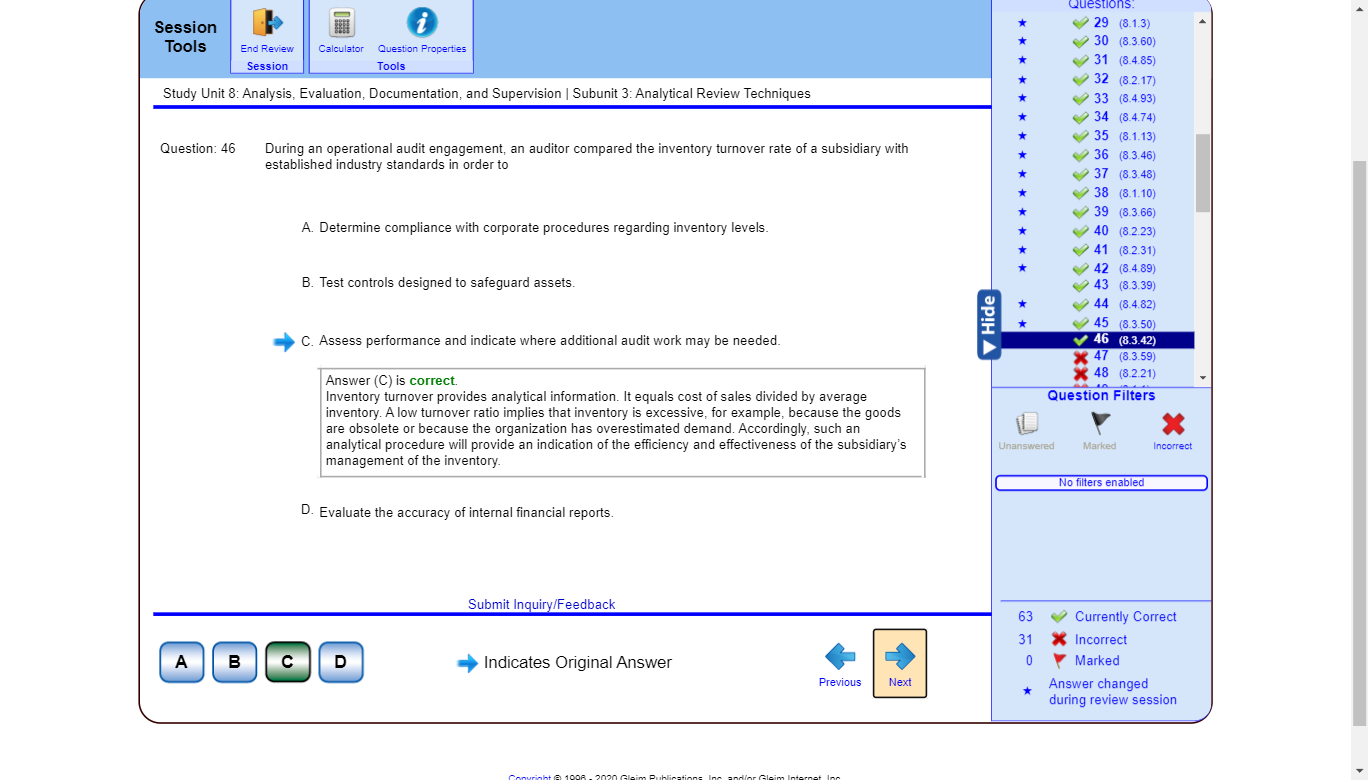 Session
Tools
End Review
Session
Calculator
Question Properties
Tools
Study Unit 8: Analysis, Evaluation, Documentation, and Supervision | Subunit 3: Analytical Review Techniques
Question: 46
During an operational audit engagement, an auditor compared the inventory turnover rate of a subsidiary with
established industry standards in order to
A. Determine compliance with corporate procedures regarding inventory levels.
B. Test controls designed to safeguard assets.
C. Assess performance and indicate where additional audit work may be needed.
Answer (C) is correct.
Inventory turnover provides analytical information. It equals cost of sales divided by average
inventory. A low turnover ratio implies that inventory is excessive, for example, because the goods
are obsolete or because the organization has overestimated demand. Accordingly, such an
analytical procedure will provide an indication of the efficiency and effectiveness of the subsidiary's
management of the inventory.
D. Evaluate the accuracy of internal financial reports.
Submit Inquiry/Feedback
A
B
C
D
Indicates Original Answer
Previous
Next
Questions:
29 (8.1.3)
30 (8.3.60)
31 (8.4.85)
32 (8.2.17)
33 (8.4.93)
34 (8.4.74)
35 (8.1.13)
36 (8.3.46)
37 (8.3.48)
38 (8.1.10)
39 (8.3.66)
40 (8.2.23)
41 (8.2.31)
42 (8.4.89)
43 (8.3.39)
44 (8.4.82)
45 (8.3.50)
46 (8.3.42)
47 (8.3.59)
48 (8.2.21)
Hide
Question Filters
Unanswered
Marked
Incorrect
No filters enabled
63 Currently Correct
31 Incorrect
0 Marked
Answer changed
during review session
Copyright © 1996 - 2020 Gleim Publications, Inc. and/or Gleim Internet, Inc.